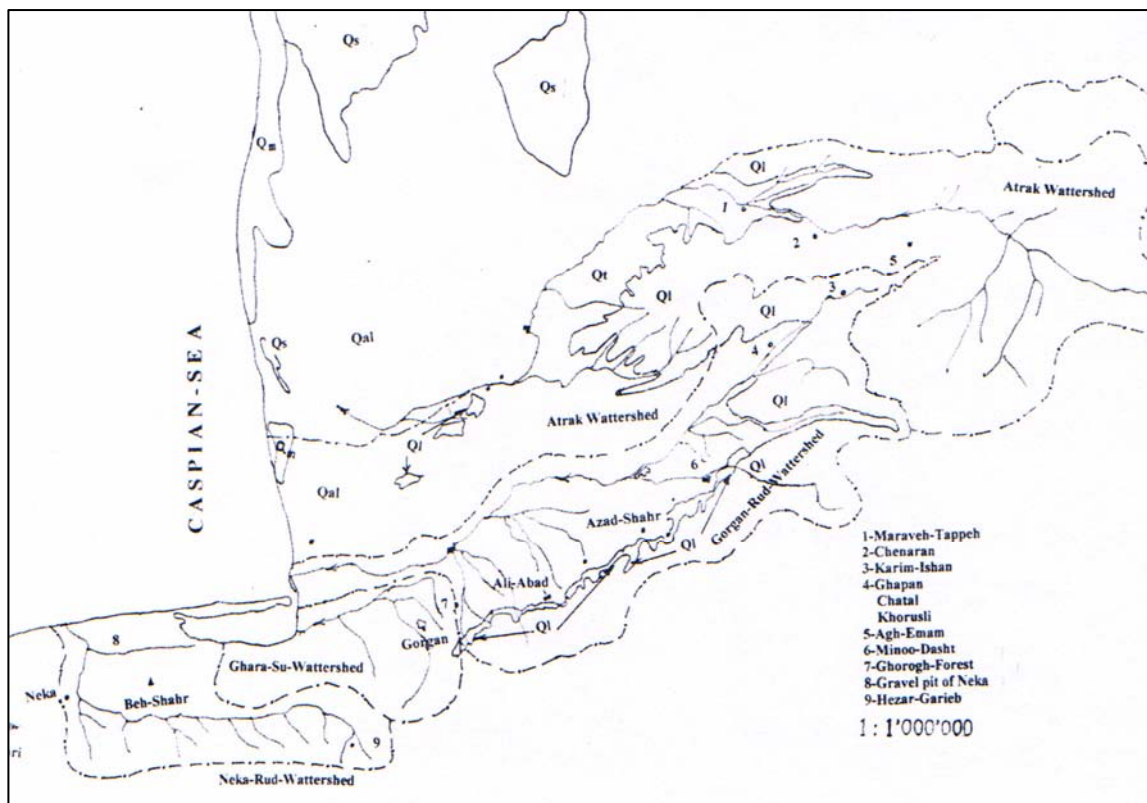 Qs
Qs
Qm
Ql
Atrak Wattershed
1
2
5
Qt
Ql
Ql
3
CASPIAN-SEA
Qs
Qal
4
Ql
Atrak Wattershed
Ql
Qm
6
Ql
Gorgan-Rud-Wattershed
Qal
Azad-Shahr
Ql
Ali-Abad
7
Ql
8
Gorgan
Ghara-Su-Wattershed
Neka
Beh-Shahr
9
ri
Neka-Rud-Wattershed
1-Maraveh-Tappeh
2-Chenaran
3-Karim-Ishan
4-Ghapan
Chatal
Khorusli
5-Agh-Emam
6-Minoo-Dasht
7-Ghorogh-Forest
8-Gravel pit of Neka
9-Hezar-Garieb
1:1'000'000